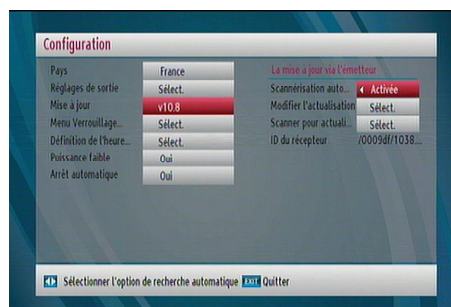 Configuration
Pays France
Réglages de sortie Sélect.
Mise à jour v10.8
Menu Verrouillage... Sélect.
Définition de l'heure... Sélect.
Puissance faible Oui
Arrêt automatique Oui
La mise à jour via l'émetteur
Scannérisation auto... Activée
Modifier l'actualisation Sélect.
Scanner pour actuali... Sélect.
ID du récepteur /0009df/1038...
Sélectionner l'option de recherche automatique EXIT Quitter